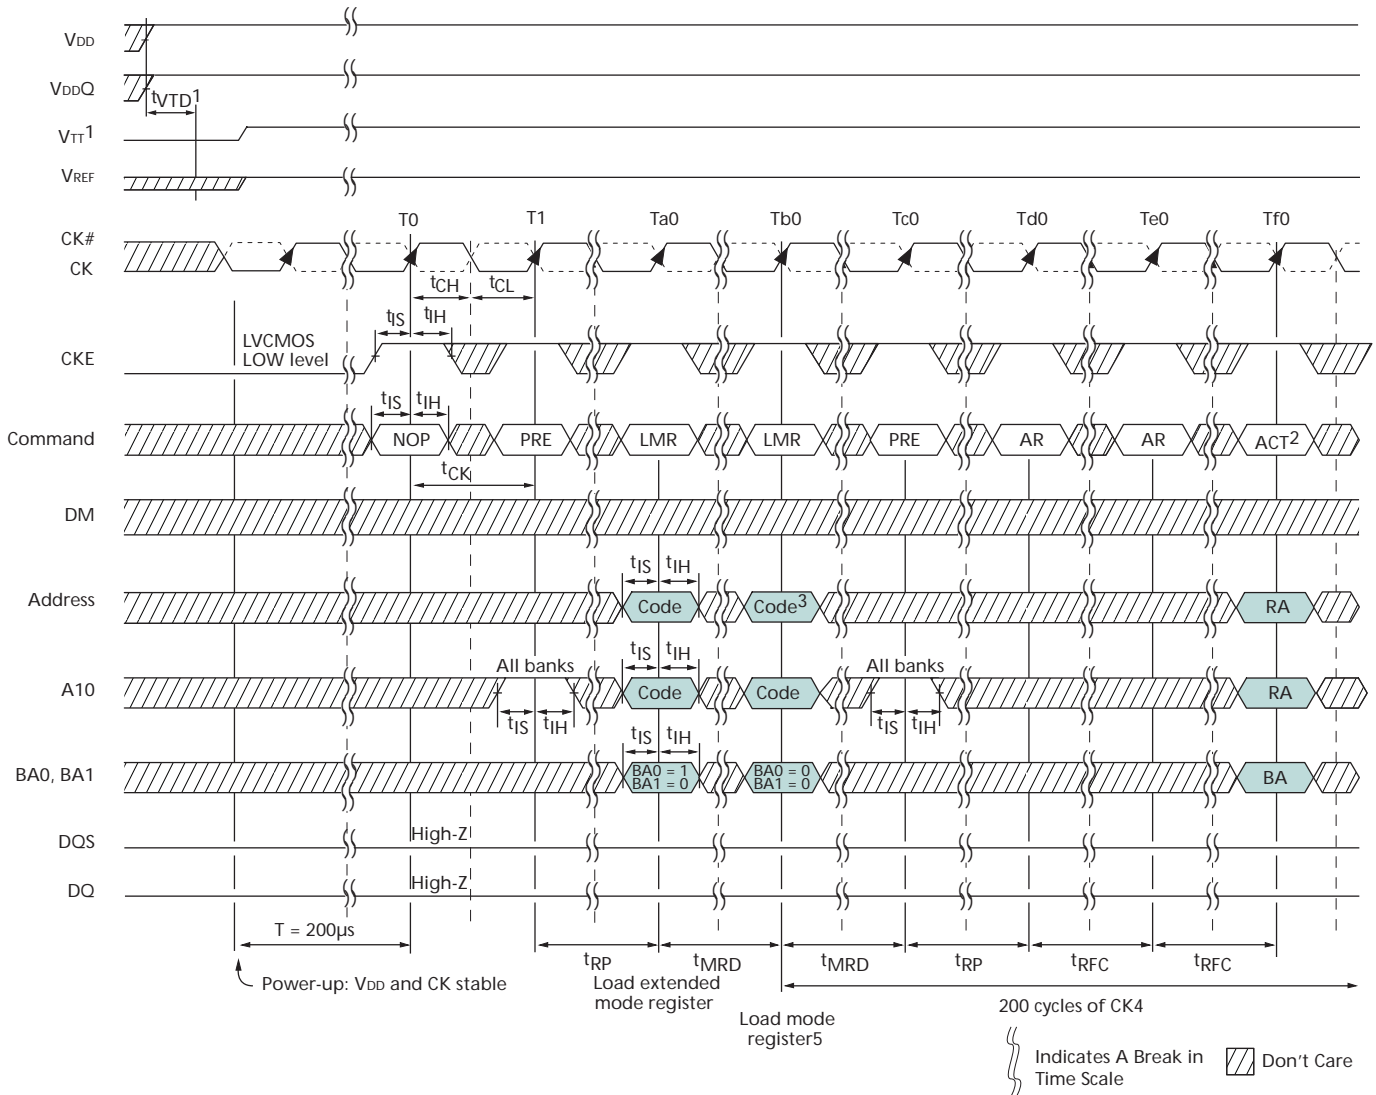 VDD
VDDQ
tVTD1
VTT1
VREF
T0 T1 Ta0 Tb0 Tc0 Td0 Te0 Tf0
CK#
CK
tCH tCL
tIS tIH
LVCMOS
LOW level
CKE
tIS tIH
Command NOP PRE LMR LMR PRE AR AR ACT2
tCK
DM
tIS tIH
Address Code Code3 RA
All banks tIS tIH All banks
A10 Code Code RA
tIS tIH tIS tIH
tIS tIH
BA0, BA1
BA0 = 1
BA1 = 0
BA0 = 0
BA1 = 0
BA
DQS High-Z
DQ High-Z
T = 200µs
tRP tMRD tMRD tRP tRFC tRFC
Power-up: VDD and CK stable
Load extended
mode register
200 cycles of CK4
Load mode
register5
Indicates A Break in
Time Scale
Don't Care